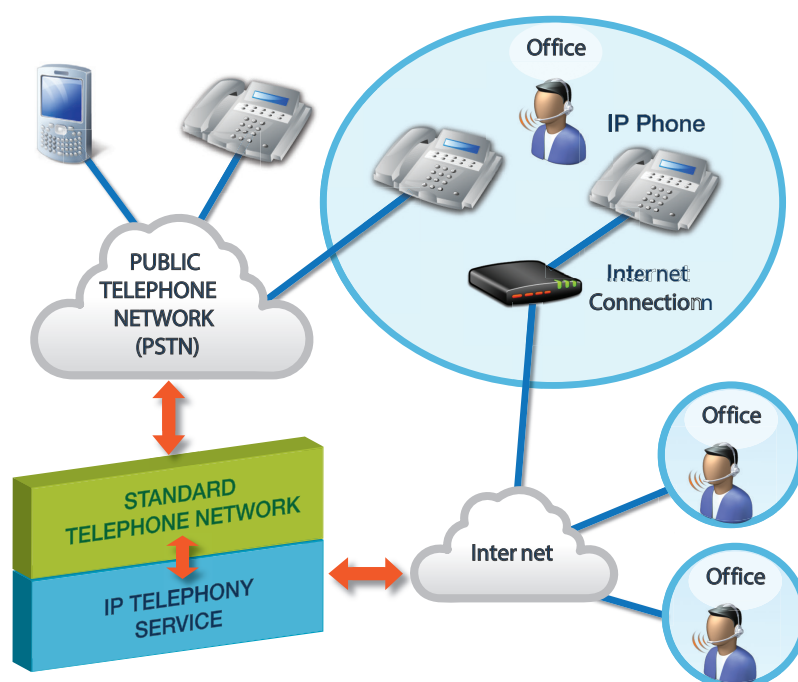 Office
IP Phone
PUBLIC
TELEPHONE
NETWORK
(PSTN)
Internet
Connection
Office
STANDARD
TELEPHONE NETWORK
Internet
IP TELEPHONY
SERVICE
Office